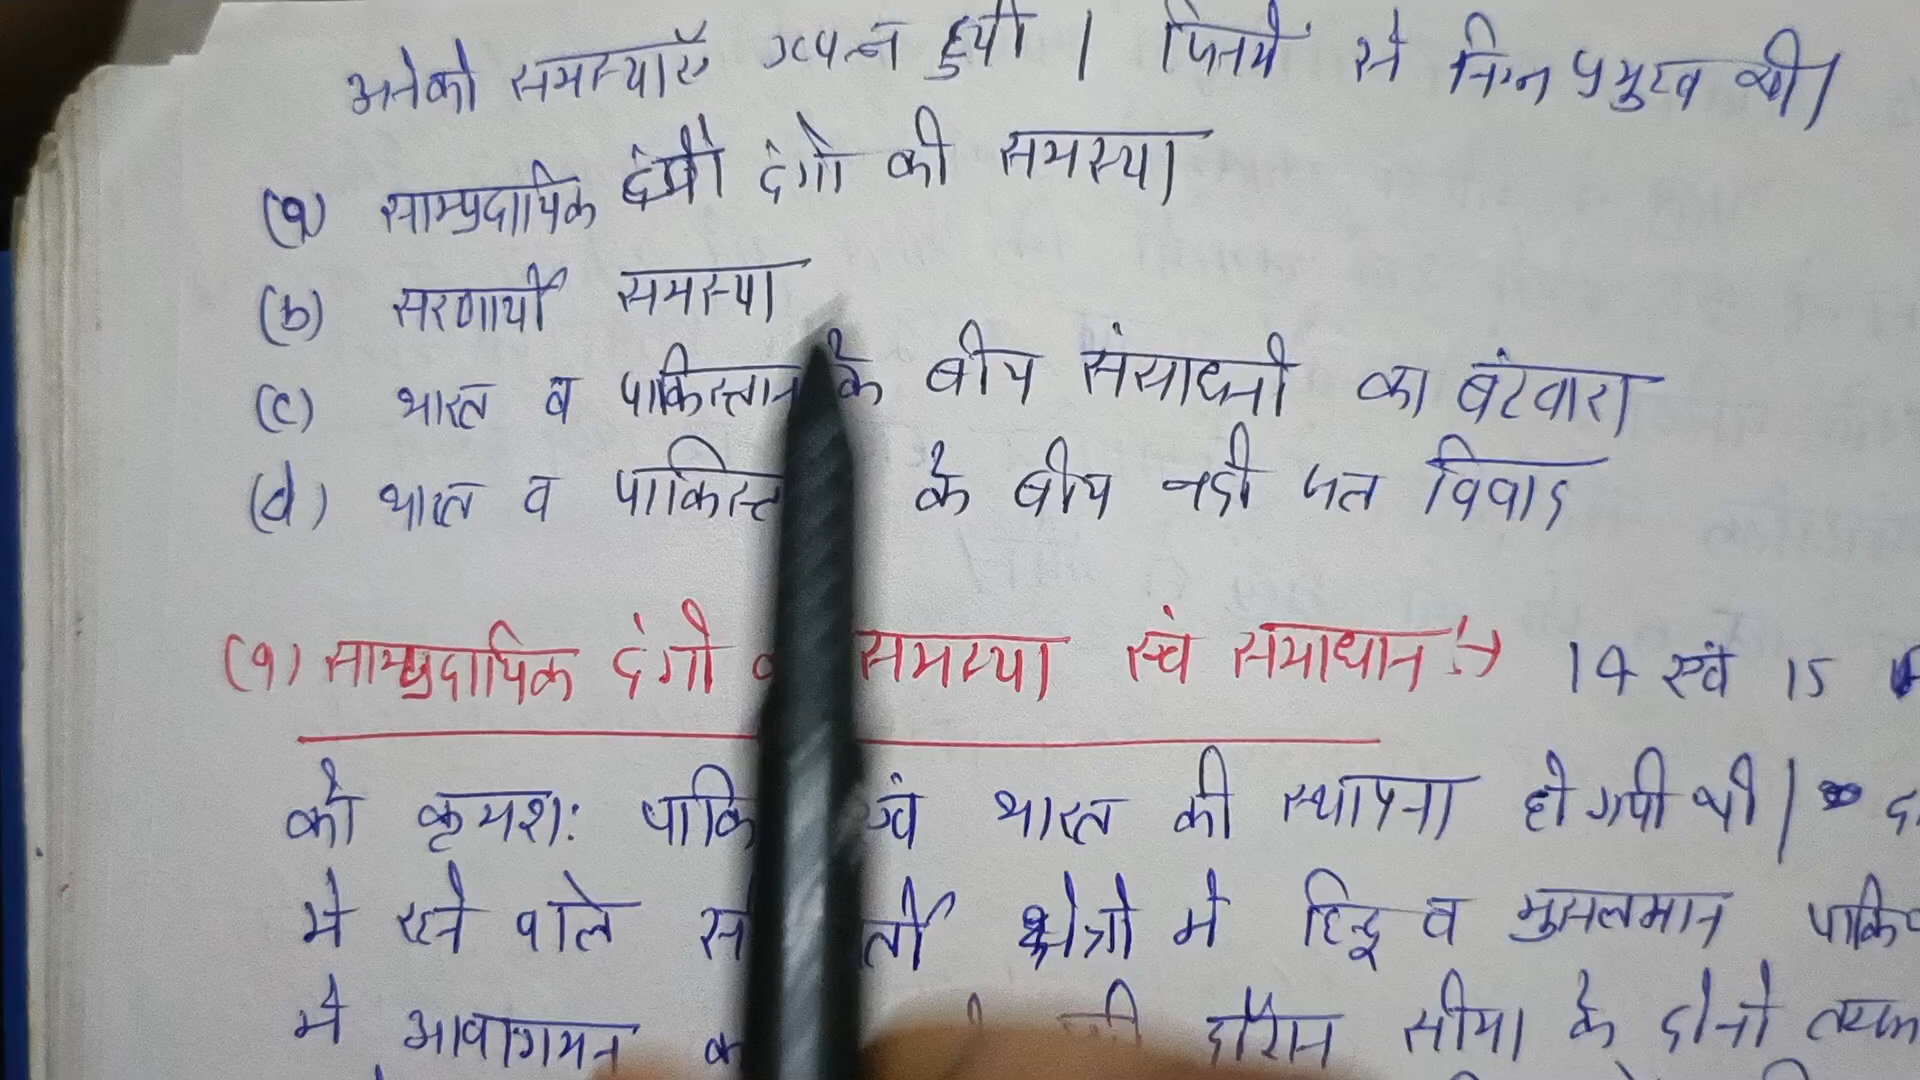 अनेको समस्याएँ उत्पन्न हुयी । जिनमे से निम्न प्रमुख थी।
(a) साम्प्रदायिक दंगो की समस्या
(b) सरणार्थी समस्या
(c) भारत व पाकिस्तान के बीच संसाधनो का बंटवारा
(d) भारत व के बीच नदी जल विवाद
(a) साम्प्रदायिक दंगो समस्या एवं समाधान :→ 14 एवं 15
को क्रमश: एवं भारत की स्थापना हो गयी थी।
मे रहने वाले क्षेत्रो मे हिन्दू व मुसलमान
मे आवागमन दौरान सीमा के दोनो तरफ